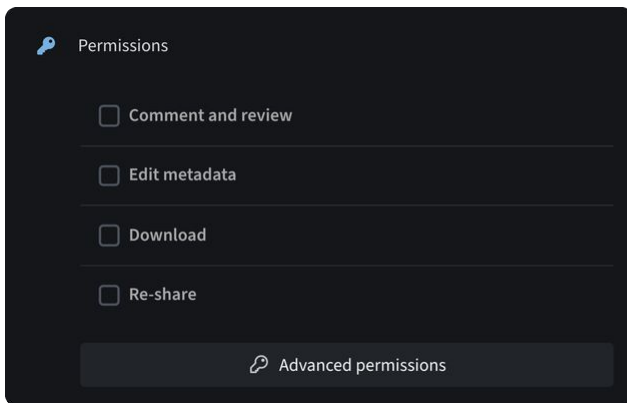 Permissions
Comment and review
Edit metadata
Download
Re-share
Advanced permissions